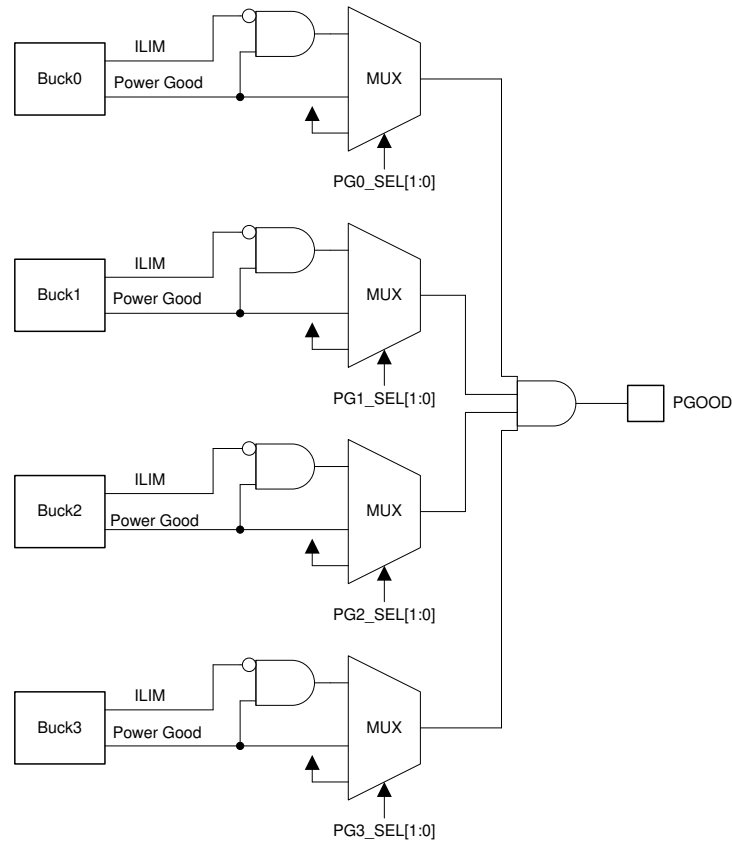 ILIM
Buck0
Power Good
MUX
PG0_SEL[1:0]
ILIM
Buck1
Power Good
MUX
PG1_SEL[1:0]
PGOOD
ILIM
Buck2
Power Good
MUX
PG2_SEL[1:0]
ILIM
Buck3
Power Good
MUX
PG3_SEL[1:0]